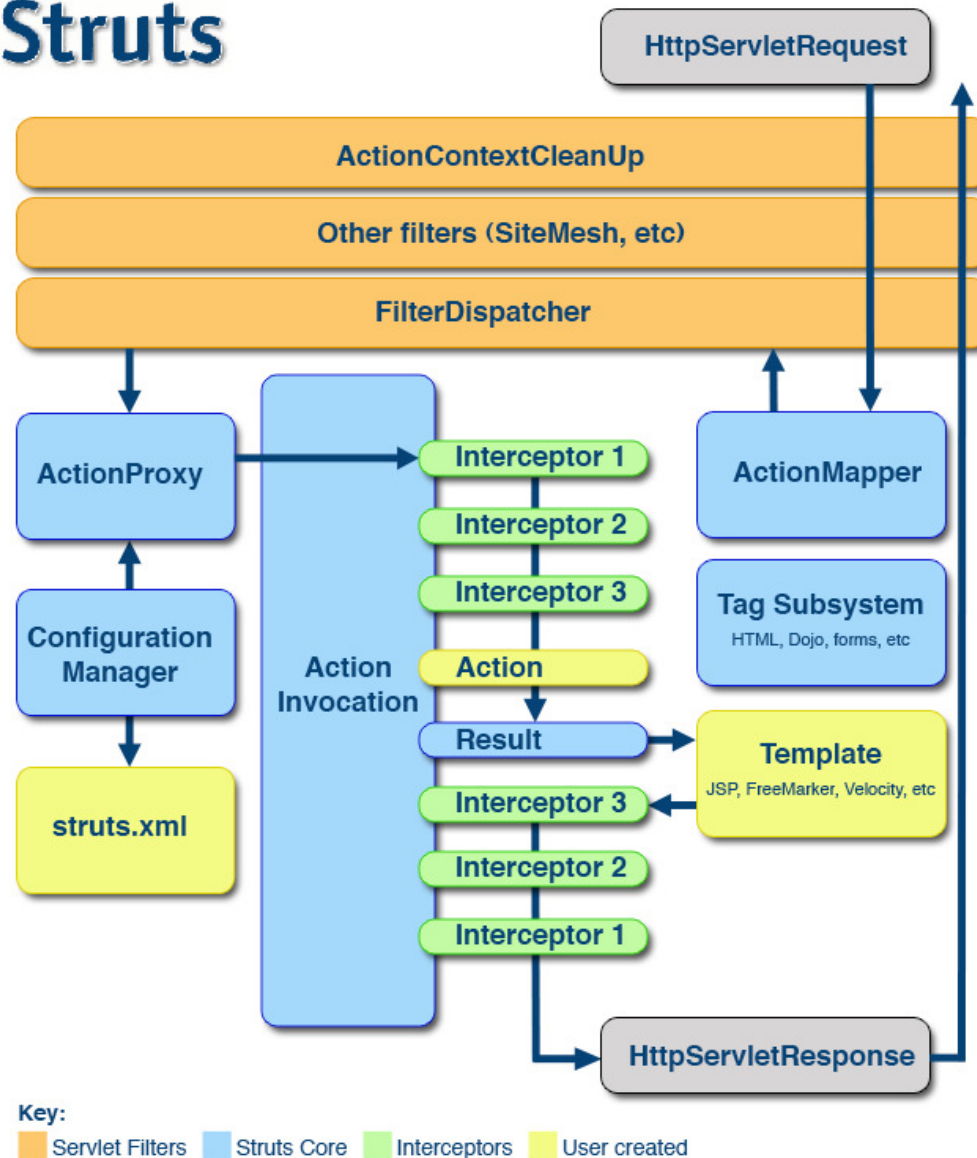 Struts
HttpServletRequest
ActionContextCleanUp
Other filters (SiteMesh, etc)
FilterDispatcher
ActionProxy
Configuration
Manager
struts.xml
Action
Invocation
Interceptor 1
Interceptor 2
Interceptor 3
Action
Result
Interceptor 3
Interceptor 2
Interceptor 1
ActionMapper
Tag Subsystem
HTML, Dojo, forms, etc
Template
JSP, FreeMarker, Velocity, etc
HttpServletResponse
Key:
Servlet Filters
Struts Core
Interceptors
User created